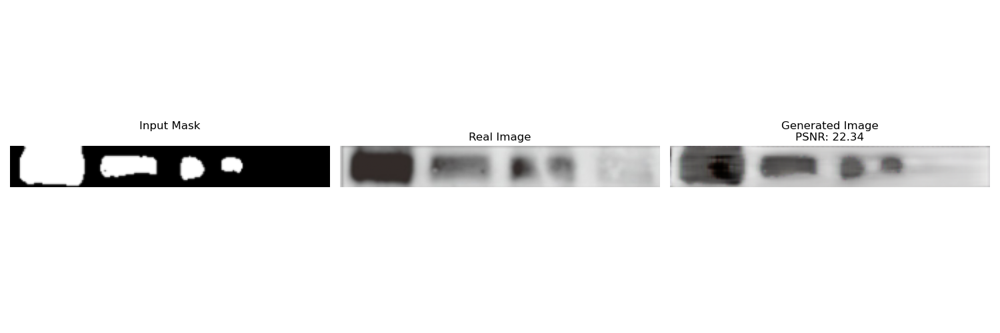 Input Mask
Real Image
Generated Image
PSNR: 22.34